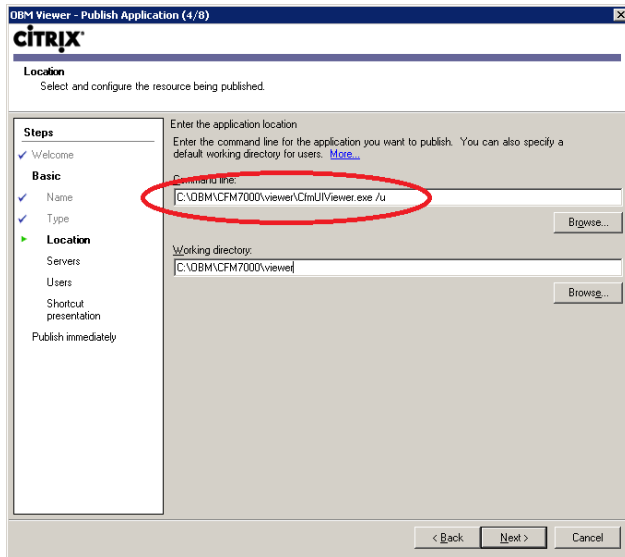 OBM Viewer - Publish Application (4/8)
CİTRIX
Location
Select and configure the resource being published.
Steps
Welcome
Basic
Name
Type
Location
Servers
Users
Shortcut
presentation
Publish immediately
Enter the application location
Enter the command line for the application you want to publish. You can also specify a
default working directory for users. More...
Command line:
C:\OBM\CFM7000\viewer\CfmUIViewer.exe /u
Browse...
Working directory:
C:\OBM\CFM7000\viewer
Browse...
< Back
Next >
Cancel